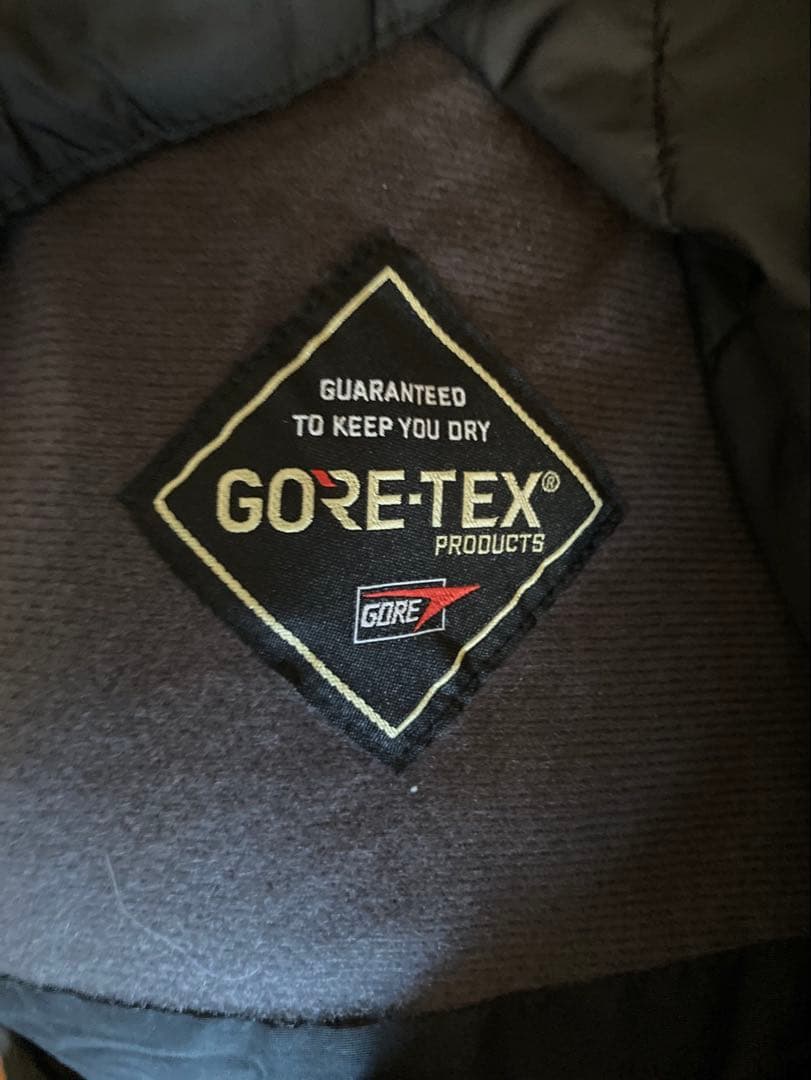 GUARANTEED
TO KEEP YOU DRY
GORE-TEX®
PRODUCTS
GORE